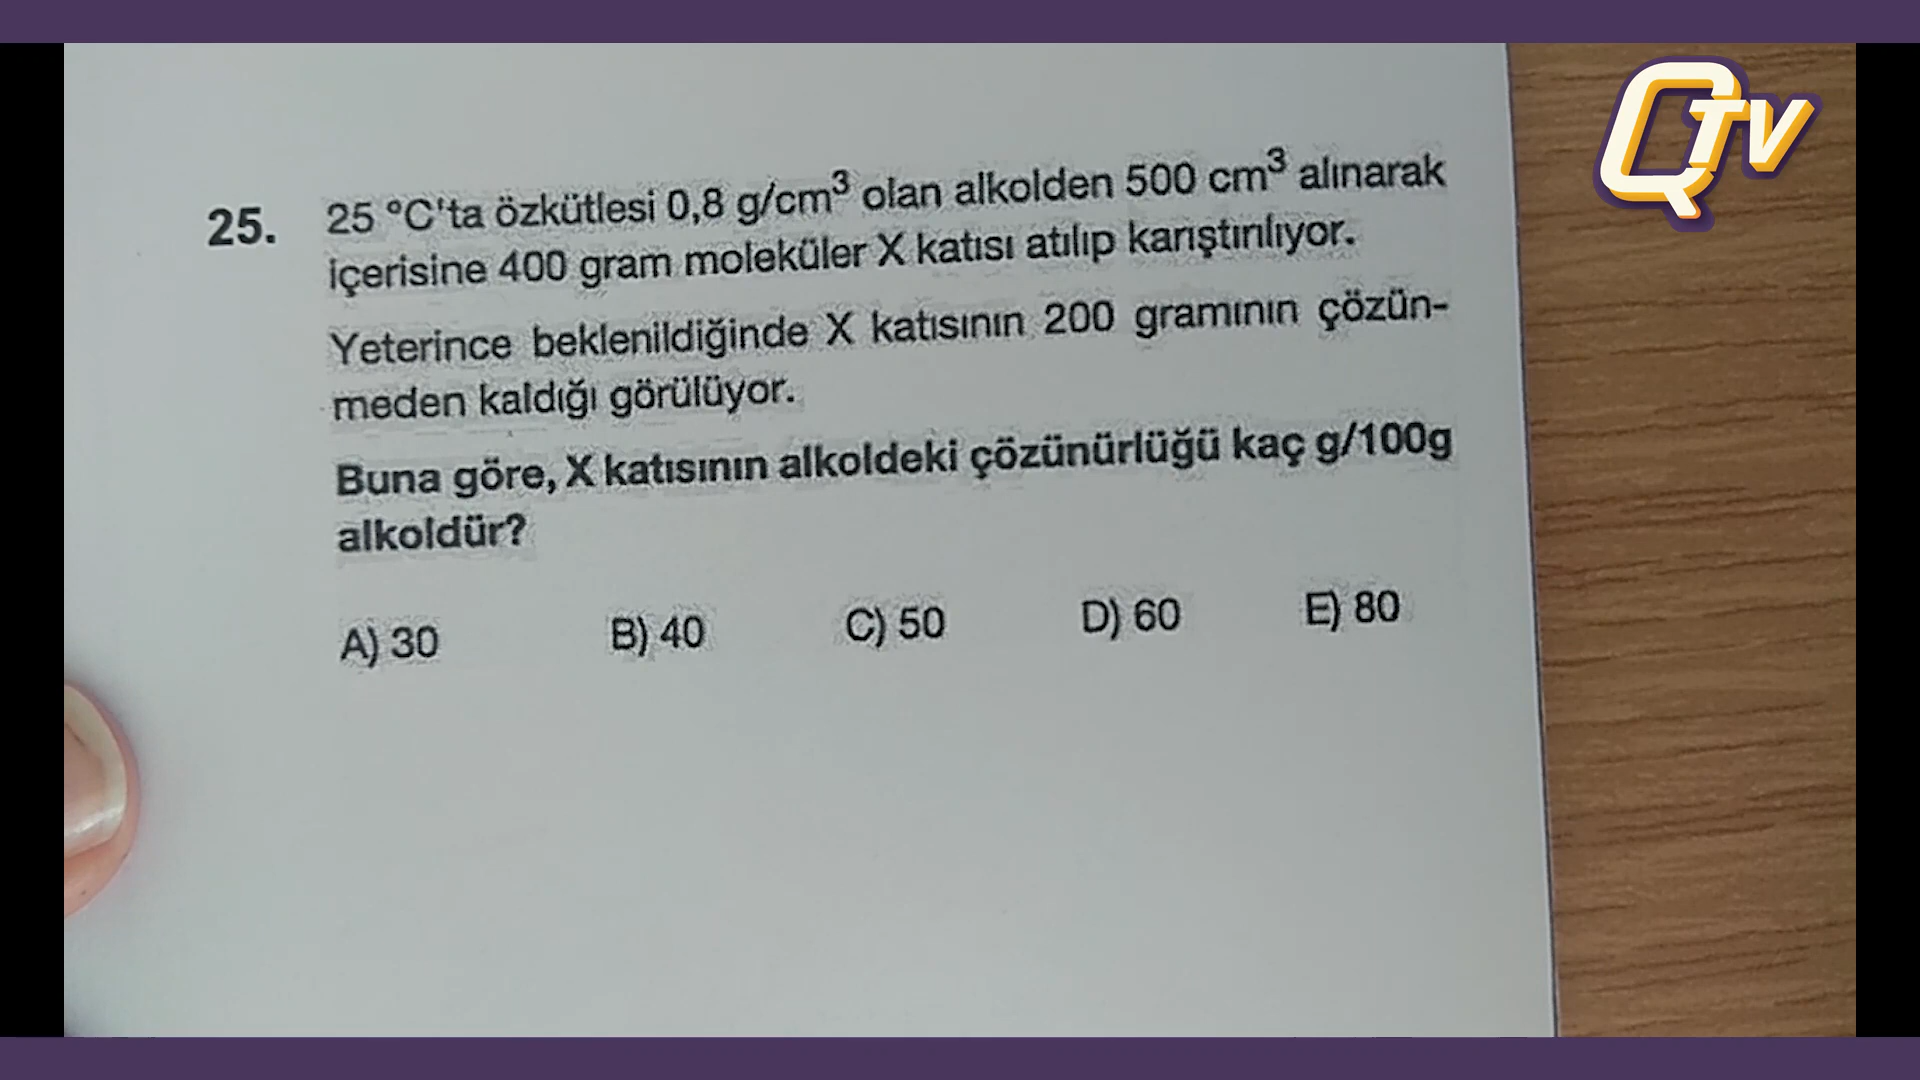 QTV
25. 25 °C'ta özkütlesi 0,8 g/cm³ olan alkolden 500 cm³ alınarak
içerisine 400 gram moleküler X katısı atılıp karıştırılıyor.
Yeterince beklenildiğinde X katısının 200 gramının çözün-
meden kaldığı görülüyor.
Buna göre, X katısının alkoldeki çözünürlüğü kaç g/100g
alkoldür?
A) 30 B) 40 C) 50 D) 60 E) 80